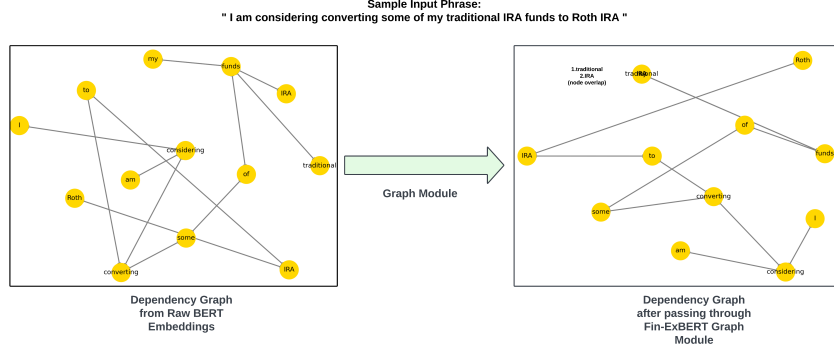 Sample Input Phrase:
" I am considering converting some of my traditional IRA funds to Roth IRA "
my
funds
to
IRA
I
considering
traditional
am
of
Roth
some
converting
IRA
Dependency Graph
from Raw BERT
Embeddings
Graph Module
1.traditional
2.IRA
(node overlap)
traditional
Roth
of
IRA
to
funds
converting
some
I
am
considering
Dependency Graph
after passing through
Fin-ExBERT Graph
Module